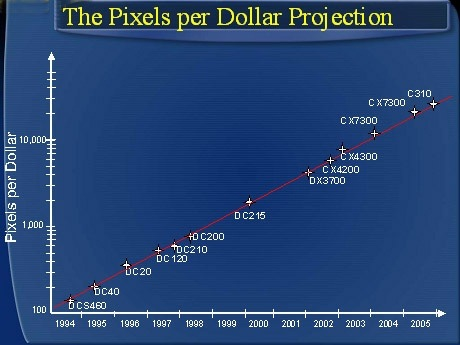 The Pixels per Dollar Projection
Pixels per Dollar
10,000
1,000
100
C310
CX7300
CX7300
CX4300
CX4200
DX3700
DC215
DC200
DC210
DC120
DC20
DC40
DCS460
1994 1995 1996 1997 1998 1999 2000 2001 2002 2003 2004 2005